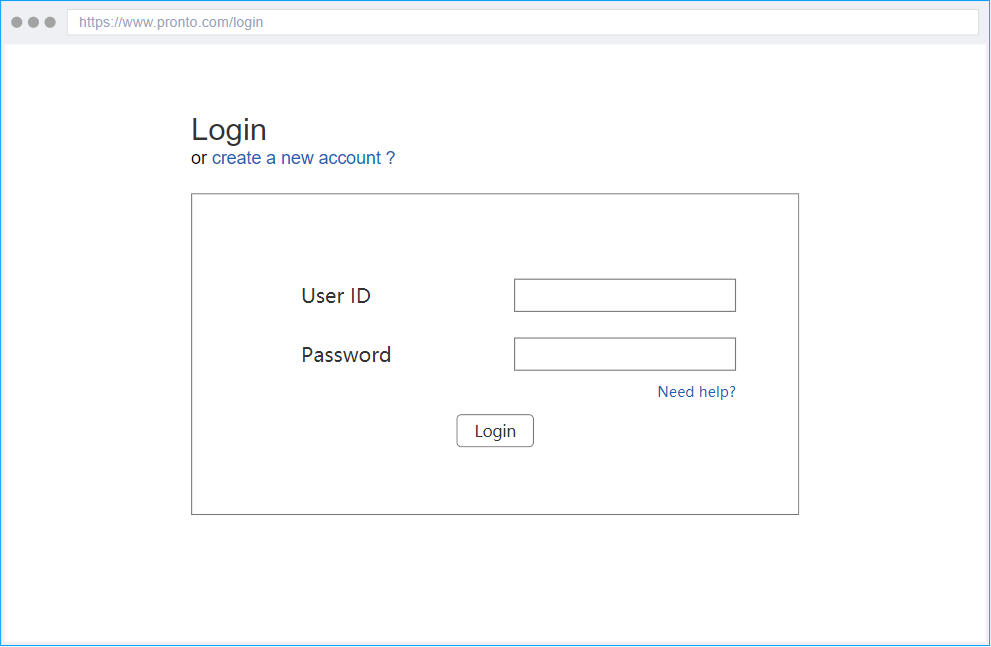 https://www.pronto.com/login
Login
or create a new account ?
User ID
Password
Need help?
Login